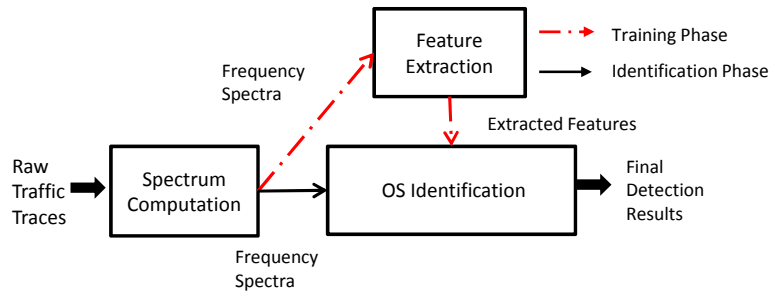 Feature
Extraction
Training Phase
Identification Phase
Frequency
Spectra
Extracted Features
Raw
Traffic
Traces
Spectrum
Computation
OS Identification
Final
Detection
Results
Frequency
Spectra